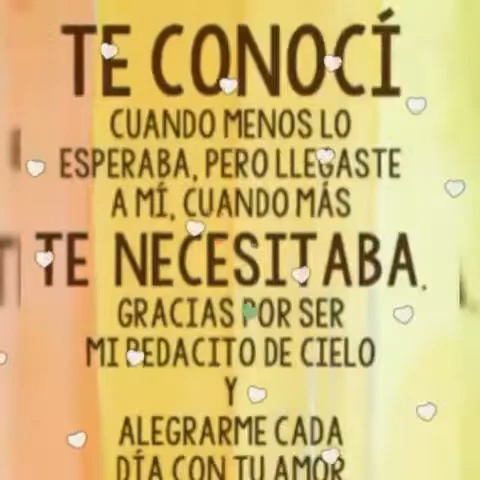 TE CONOCÍ
CUANDO MENOS LO
ESPERABA, PERO LLEGASTE
A MÍ, CUANDO MÁS
TE NECESITABA.
GRACIAS POR SER
MI PEDACITO DE CIELO
Y
ALEGRARME CADA
DÍA CON TU AMOR